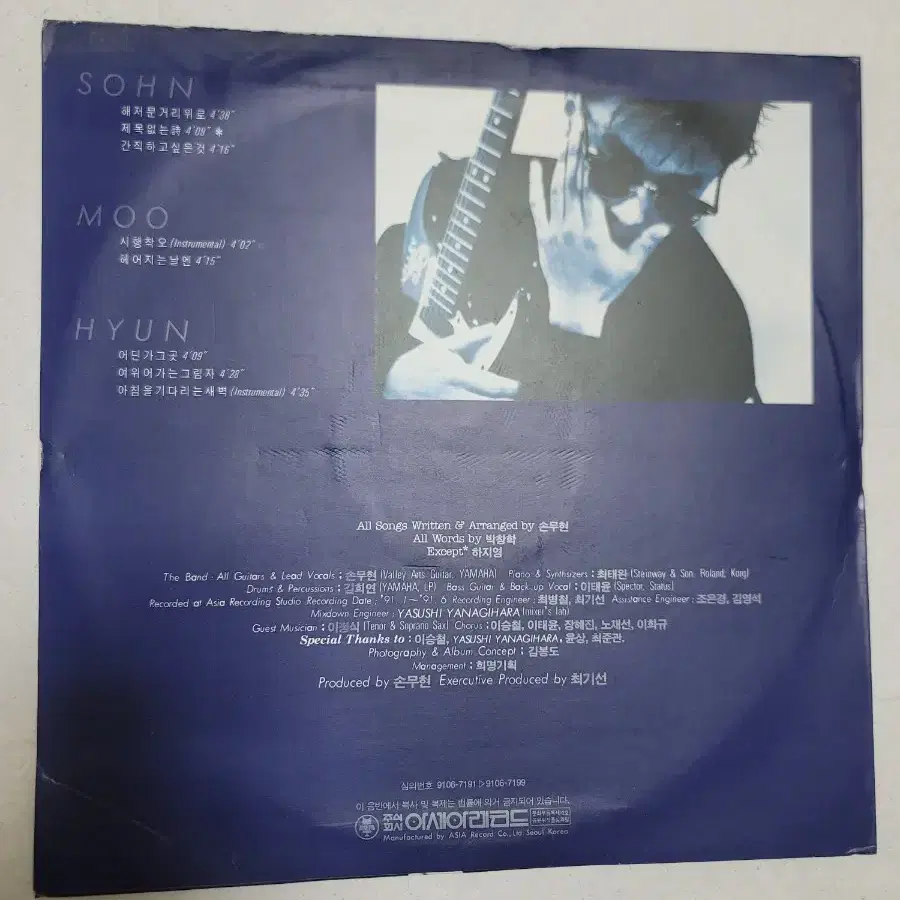 SOHN
해저문거리위로 4'38"
제목없는詩 4'09" *
간직하고싶은것 4'16"
MOO
시행착오 (Instrumental) 4'02"
헤어지는날엔 4'15"
HYUN
어딘가그곳 4'09"
여위어가는그림자 4'28"
아침을기다리는새벽 (Instrumental) 4'35"
All Songs Written & Arranged by 손무현
All Words by 박창학
Except* 하지영
The Band : All Guitars & Lead Vocals : 손무현 (Valley Arts Guitar, YAMAHA) Piano & Synthsizers : 최태완 (Steinway & Son, Roland, Korg)
Drums & Percussions : 김희연 (YAMAHA, LP) Bass Guitar & Back up Vocal : 이태윤 (Spector, Status)
Recorded at Asia Recording Studio Recording Date : '91. 1~'91. 6 Recording Engineer : 최병철, 최기선 Assistance Engineer : 조은경, 김영석
Mixdown Engineer : YASUSHI YANAGIHARA (mixer's lab)
Guest Musician : 이정식 (Tenor & Soprano Sax) Chorus : 이승철, 이태윤, 장혜진, 노재선, 이화규
Special Thanks to : 이승철, YASUSHI YANAGIHARA, 윤상, 최준관.
Photography & Album Concept : 김봉도
Management : 희명기획
Produced by 손무현 Exercutive Produced by 최기선
심의번호 9106-7191 ▷9106-7199
이 음반에서 복사 및 복제는 법률에 의거 금지되어 있습니다.
주식회사 아세아레코드
Manufactured by ASIA Record Co., Ltd. Seoul Korea